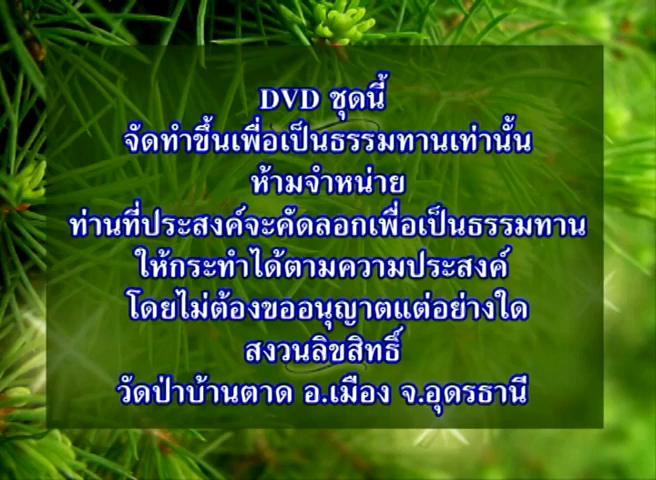 DVD ชุดนี้
จัดทำขึ้นเพื่อเป็นธรรมทานเท่านั้น
ห้ามจำหน่าย
ท่านที่ประสงค์จะคัดลอกเพื่อเป็นธรรมทาน
ให้กระทำได้ตามความประสงค์
โดยไม่ต้องขออนุญาตแต่อย่างใด
สงวนลิขสิทธิ์
วัดป่าบ้านตาด อ.เมือง จ.อุดรธานี